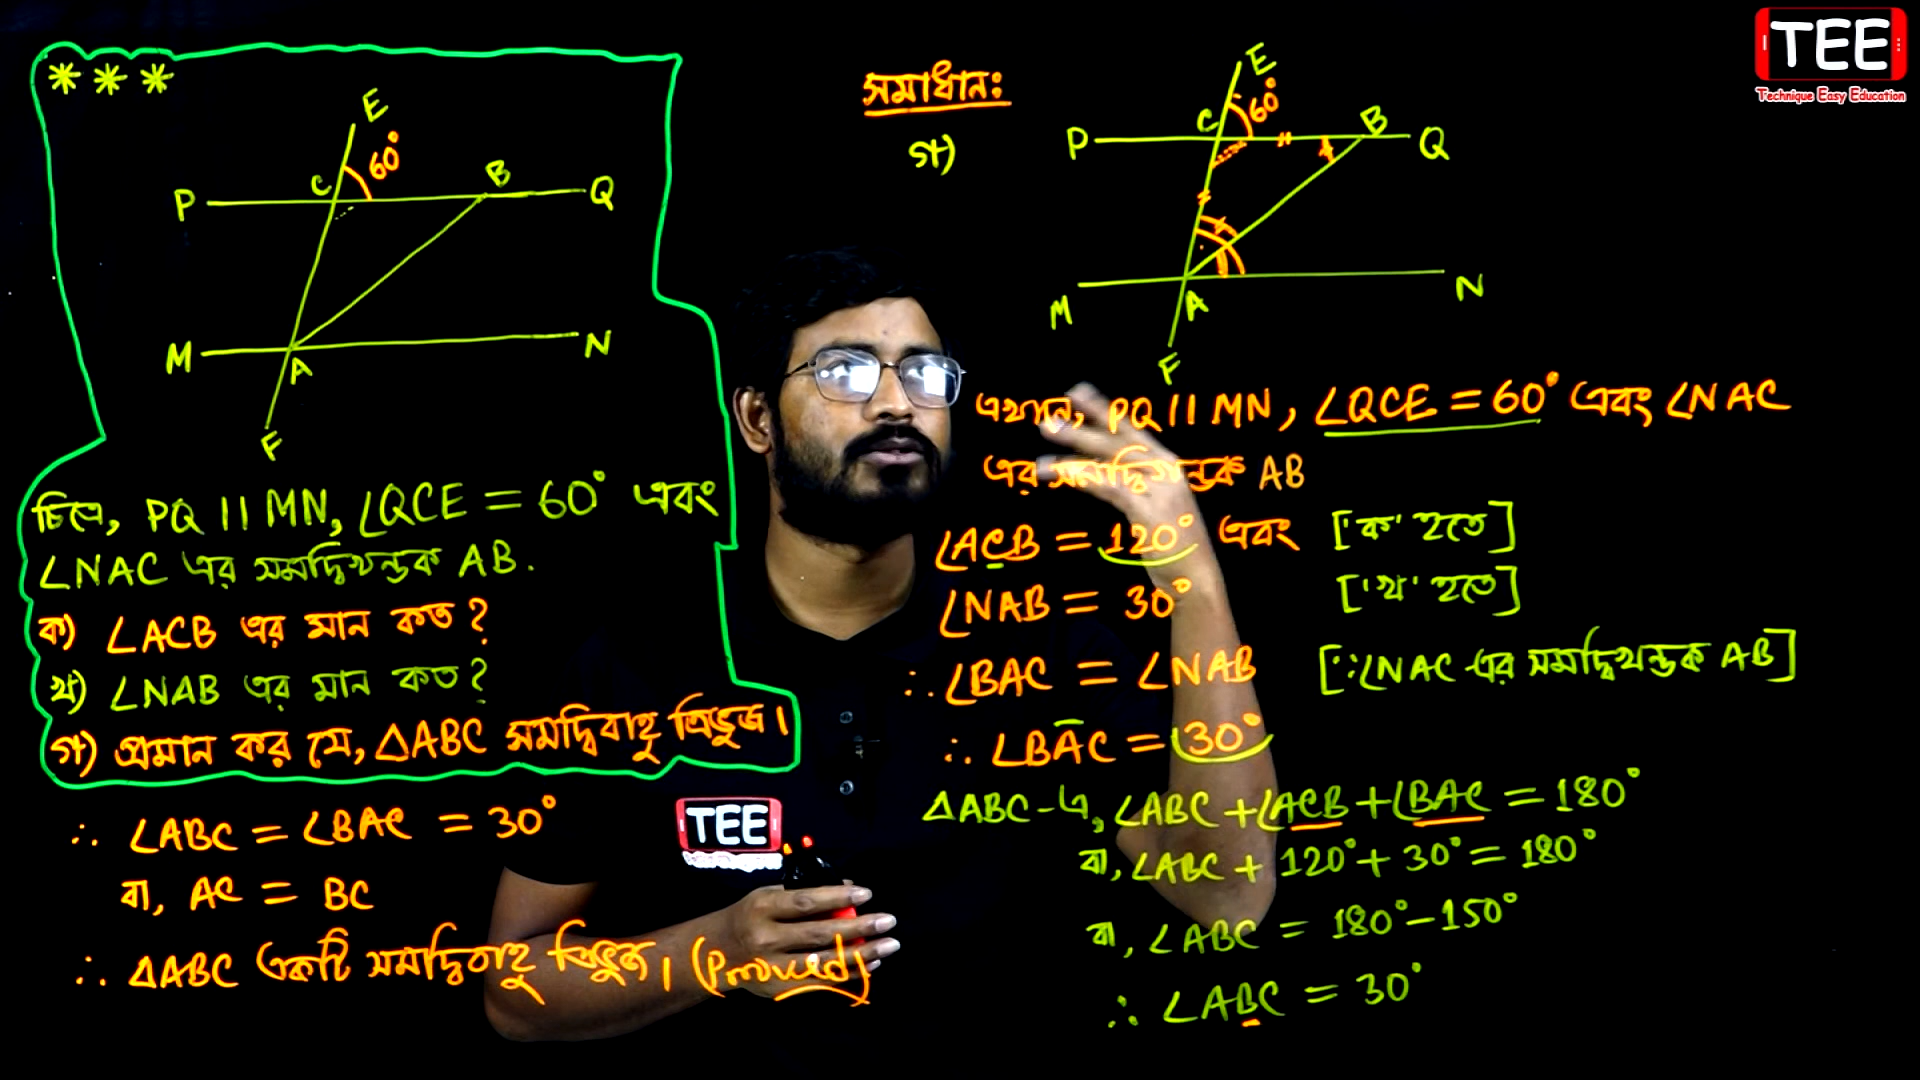 TEE
Technique Easy Education
***
E
60°
C
B
P
Q
M
N
A
F
চিত্রে, PQ || MN, ∠QCE = 60° এবং
∠NAC এর সমদ্বিখন্ডক AB.
ক) ∠ACB এর মান কত?
খ) ∠NAB এর মান কত?
গ) প্রমান কর যে, △ABC সমদ্বিবাহু ত্রিভুজ।
∴ ∠ABC = ∠BAC = 30°
বা, AC = BC
∴ △ABC একটি সমদ্বিবাহু ত্রিভুজ। (Proved)
TEE
সমাধান:
গ)
E
60°
C
B
P
Q
M
N
A
F
এখানে, PQ || MN, ∠QCE = 60° এবং ∠NAC
এর সমদ্বিখন্ডক AB
∠ACB = 120° এবং ['ক' হতে]
∠NAB = 30° ['খ' হতে]
∴ ∠BAC = ∠NAB [∵ ∠NAC এর সমদ্বিখন্ডক AB]
∴ ∠BAC = 30°
△ABC-এ, ∠ABC + ∠ACB + ∠BAC = 180°
বা, ∠ABC + 120° + 30° = 180°
বা, ∠ABC = 180° - 150°
∴ ∠ABC = 30°